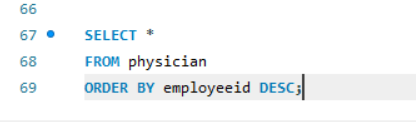 66
67 SELECT *
68 FROM physician
69 ORDER BY employeeid DESC;